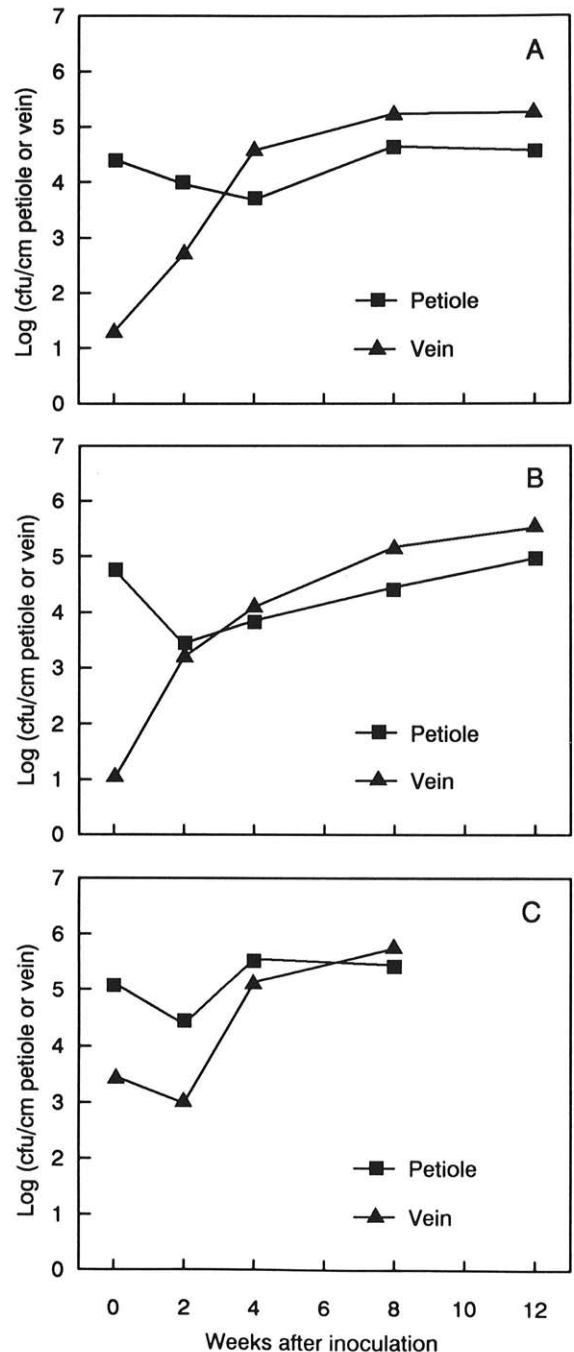 A
Log (cfu/cm petiole or vein)
7
6
5
4
3
2
1
0
Petiole
Vein
B
Log (cfu/cm petiole or vein)
7
6
5
4
3
2
1
0
Petiole
Vein
C
Log (cfu/cm petiole or vein)
7
6
5
4
3
2
1
0
Petiole
Vein
0 2 4 6 8 10 12
Weeks after inoculation